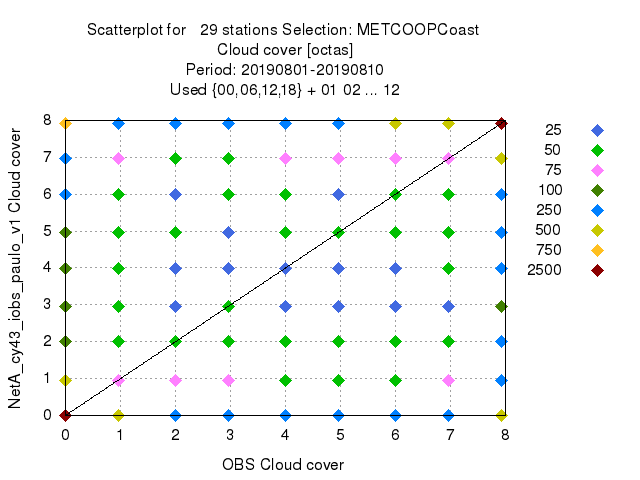 Scatterplot for 29 stations Selection: METCOOPCoast
Cloud cover [octas]
Period: 20190801-20190810
Used {00,06,12,18} + 01 02 ... 12
NetA_cy43_iobs_paulo_v1 Cloud cover
8
7
6
5
4
3
2
1
0
0 1 2 3 4 5 6 7 8
OBS Cloud cover
25
50
75
100
250
500
750
2500